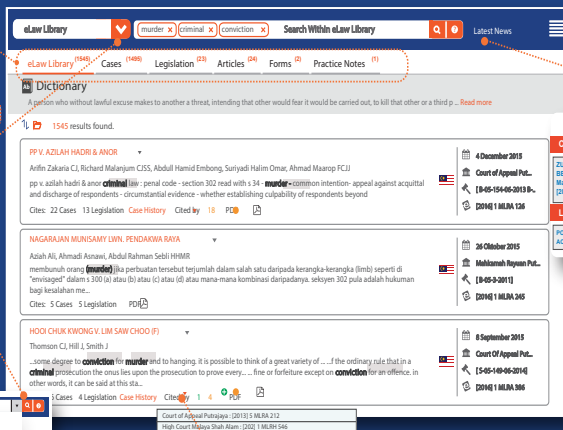 eLaw Library murder x criminal x conviction x Search Within eLaw Library Latest News
eLaw Library (1545) Cases (1495) Legislation (23) Articles (24) Forms (2) Practice Notes (1)
Dictionary
A person who without lawful excuse makes to another a threat, intending that other would fear it would be carried out, to kill that other or a third p ... Read more
1545 results found.
PP V. AZILAH HADRI & ANOR
Arifin Zakaria CJ, Richard Malanjum CJSS, Abdull Hamid Embong, Suriyadi Halim Omar, Ahmad Maarop FCJJ
pp v. azilah hadri & anor criminal law : penal code - section 302 read with s 34 - murder - common intention- appeal against acquittal
and discharge of respondents - circumstantial evidence - whether establishing culpability of respondents beyond
Cites: 22 Cases 13 Legislation Case History Cited by 18 PDF
4 December 2015
Court of Appeal Put...
[B-05-154-06-2013 B-..
[2016] 1 MLRA 126
NAGARAJAN MUNISAMY LWN. PENDAKWA RAYA
Aziah Ali, Ahmadi Asnawi, Abdul Rahman Sebli HHMR
membunuh orang (murder) jika perbuatan tersebut terjumlah dalam salah satu daripada kerangka-kerangka (limb) seperti di
"envisaged" dalam s 300 (a) atau (b) atau (c) atau (d) atau mana-mana kombinasi daripadanya. seksyen 302 pula adalah hukuman
bagi kesalahan me...
Cites: 5 Cases 5 Legislation PDF
26 Oktober 2015
Mahkamah Rayuan Put...
[B-05-3-2011]
[2016] 1 MLRA 245
HOOI CHUK KWONG V. LIM SAW CHOO (F)
Thomson CJ, Hill J, Smith J
...some degree to conviction for murder and to hanging. it is possible to think of a great variety of ... ...f the ordinary rule that in a
criminal prosecution the onus lies upon the prosecution to prove every... ... fine or forfeiture except on conviction for an offence. in
other words, it can be said at this sta...
5 Cases 4 Legislation Case History Cited by 1 4 PDF
8 September 2015
Court Of Appeal Put...
[S-05-149-06-2014]
[2016] 1 MLRA 386
Court of Appeal Putrajaya : [2013] 5 MLRA 212
High Court Malaya Shah Alam : [202] 1 MLRH 546